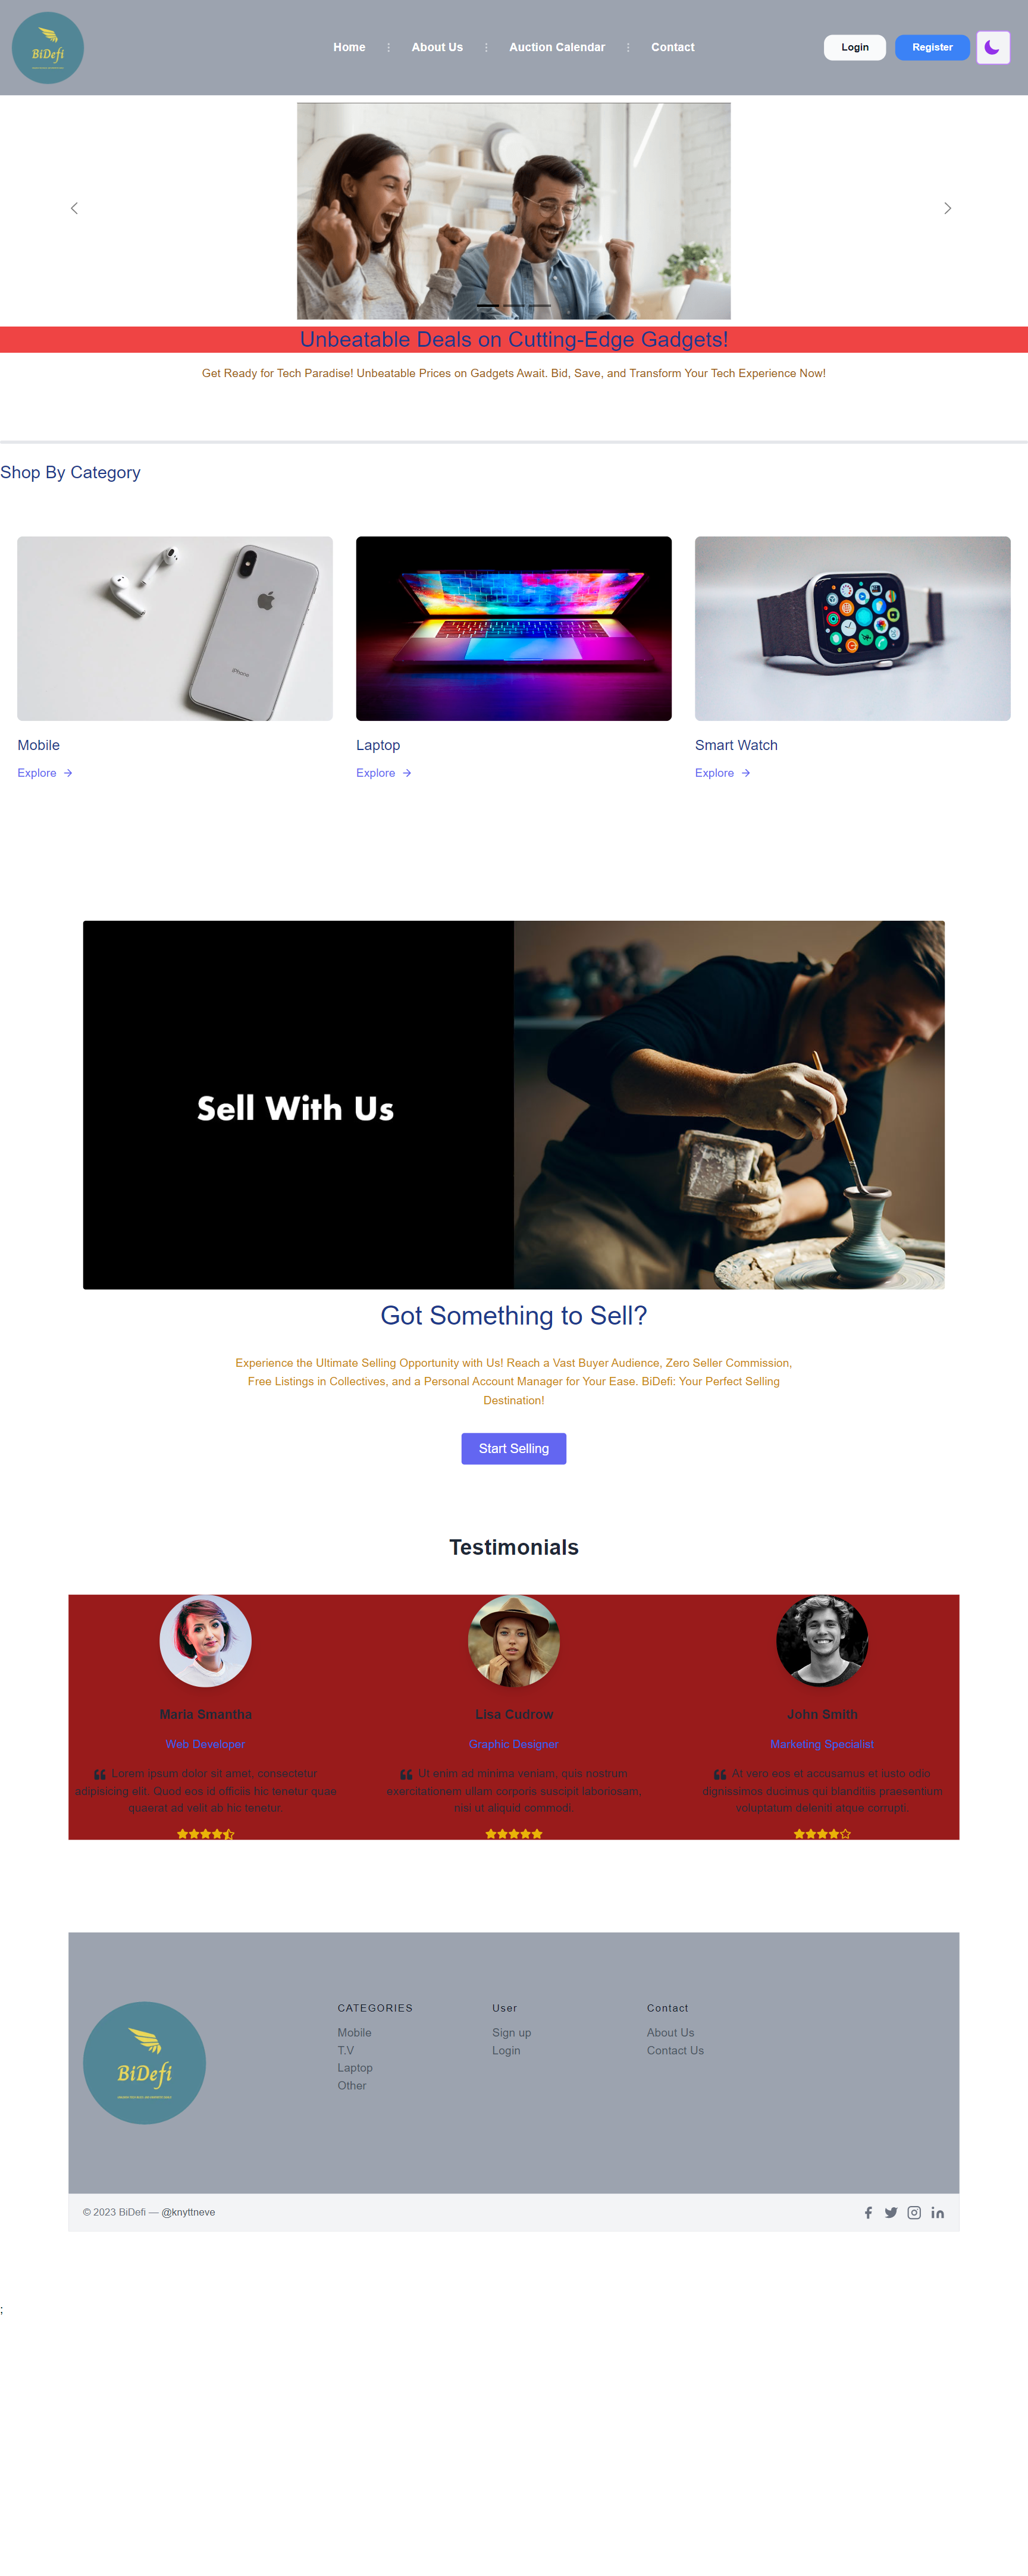 BiDefi
Home
About Us
Auction Calendar
Contact
Login
Register
Unbeatable Deals on Cutting-Edge Gadgets!
Get Ready for Tech Paradise! Unbeatable Prices on Gadgets Await. Bid, Save, and Transform Your Tech Experience Now!
Shop By Category
iPhone
Mobile
Laptop
Smart Watch
Explore
Explore
Explore
Sell With Us
Got Something to Sell?
Experience the Ultimate Selling Opportunity with Us! Reach a Vast Buyer Audience, Zero Seller Commission,
Free Listings in Collectives, and a Personal Account Manager for Your Ease. BiDefi: Your Perfect Selling
Destination!
Start Selling
Testimonials
Maria Smantha
Web Developer
Lorem ipsum dolor sit amet, consectetur
adipisicing elit. Quod eos id officiis hic tenetur quae
quaerat ad velit ab hic tenetur.
Lisa Cudrow
Graphic Designer
Ut enim ad minima veniam, quis nostrum
exercitationem ullam corporis suscipit laboriosam,
nisi ut aliquid commodi.
John Smith
Marketing Specialist
At vero eos et accusamus et iusto odio
dignissimos ducimus qui blanditiis praesentium
voluptatum deleniti atque corrupti.
BiDefi
CATEGORIES
Mobile
T.V
Laptop
Other
User
Sign up
Login
Contact
About Us
Contact Us
© 2023 BiDefi — @knyttneve
;